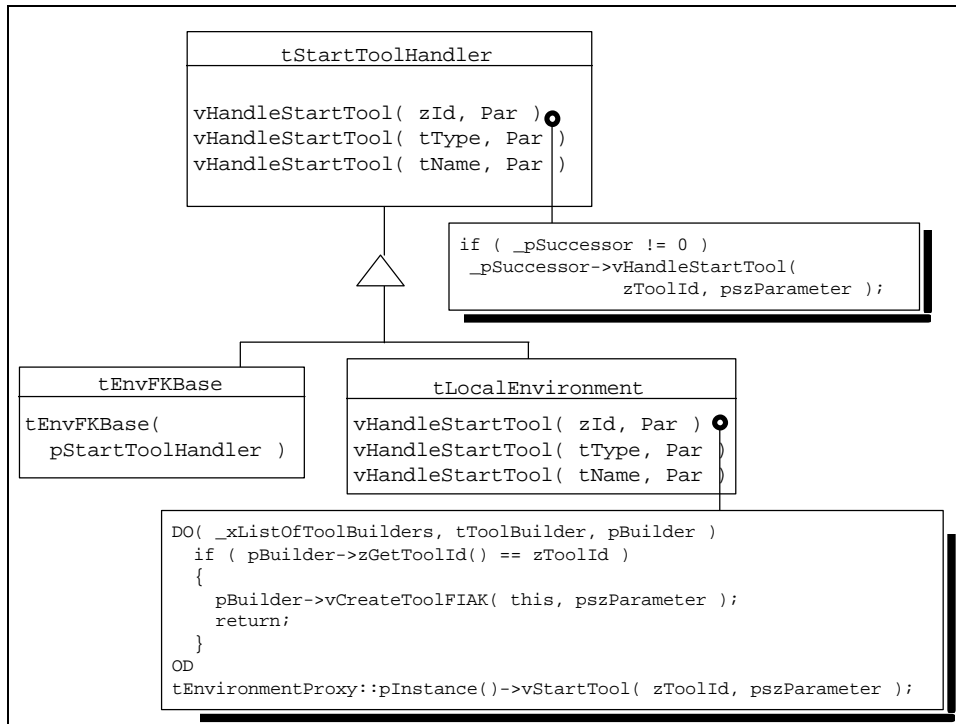 tStartToolHandler
vHandleStartTool( zId, Par )
vHandleStartTool( tType, Par )
vHandleStartTool( tName, Par )
if ( _pSuccessor != 0 )
_pSuccessor->vHandleStartTool(
zToolId, pszParameter );
tEnvFKBase
tEnvFKBase(
pStartToolHandler )
tLocalEnvironment
vHandleStartTool( zId, Par )
vHandleStartTool( tType, Par )
vHandleStartTool( tName, Par )
DO( _xListOfToolBuilders, tToolBuilder, pBuilder )
if ( pBuilder->zGetToolId() == zToolId )
{
pBuilder->vCreateToolFIAK( this, pszParameter );
return;
}
OD
tEnvironmentProxy::pInstance()->vStartTool( zToolId, pszParameter );